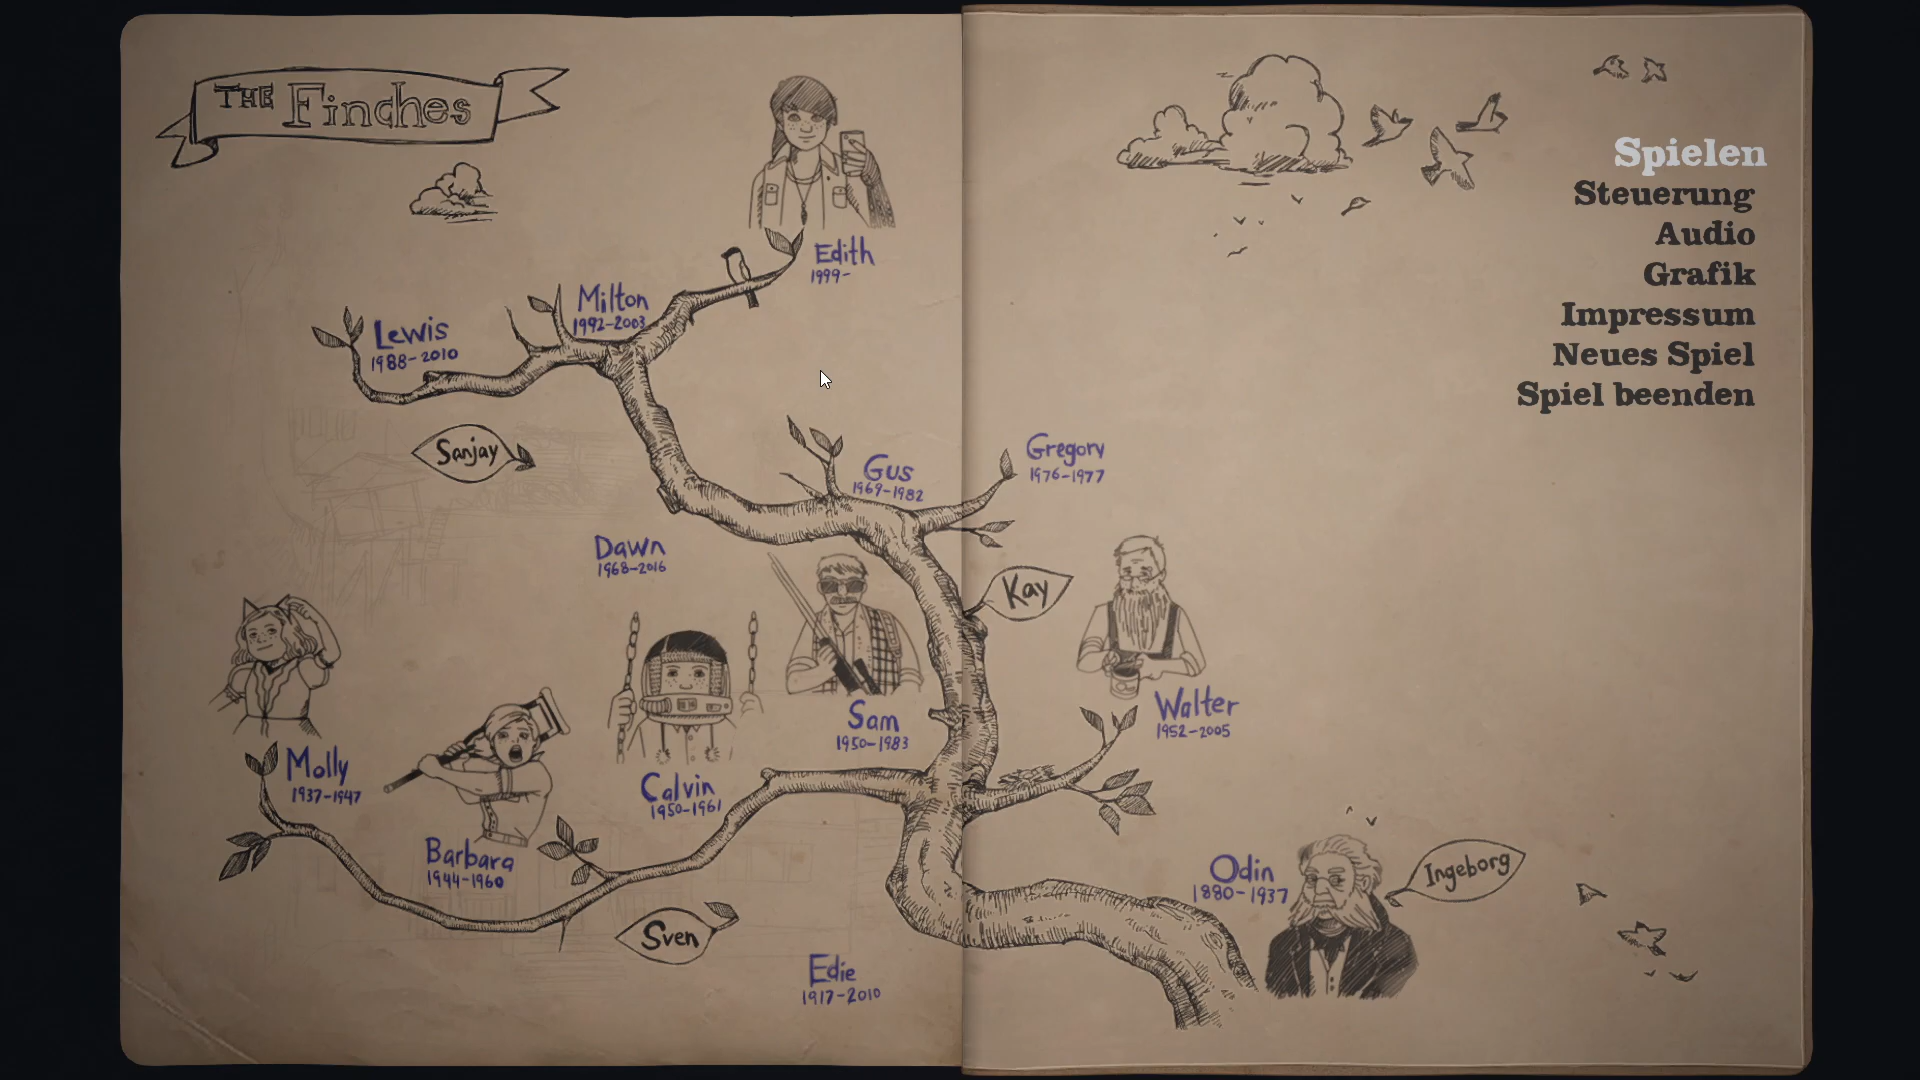 THE Finches
Edith
1999-
Milton
1992-2003
Lewis
1988-2010
Sanjay
Gus
1969-1982
Gregory
1976-1977
Dawn
1968-2016
Kay
Sam
1950-1983
Walter
1952-2005
Molly
1937-1947
Calvin
1950-1961
Barbara
1944-1960
Sven
Edie
1917-2010
Odin
1880-1937
Ingeborg
Spielen
Steuerung
Audio
Grafik
Impressum
Neues Spiel
Spiel beenden